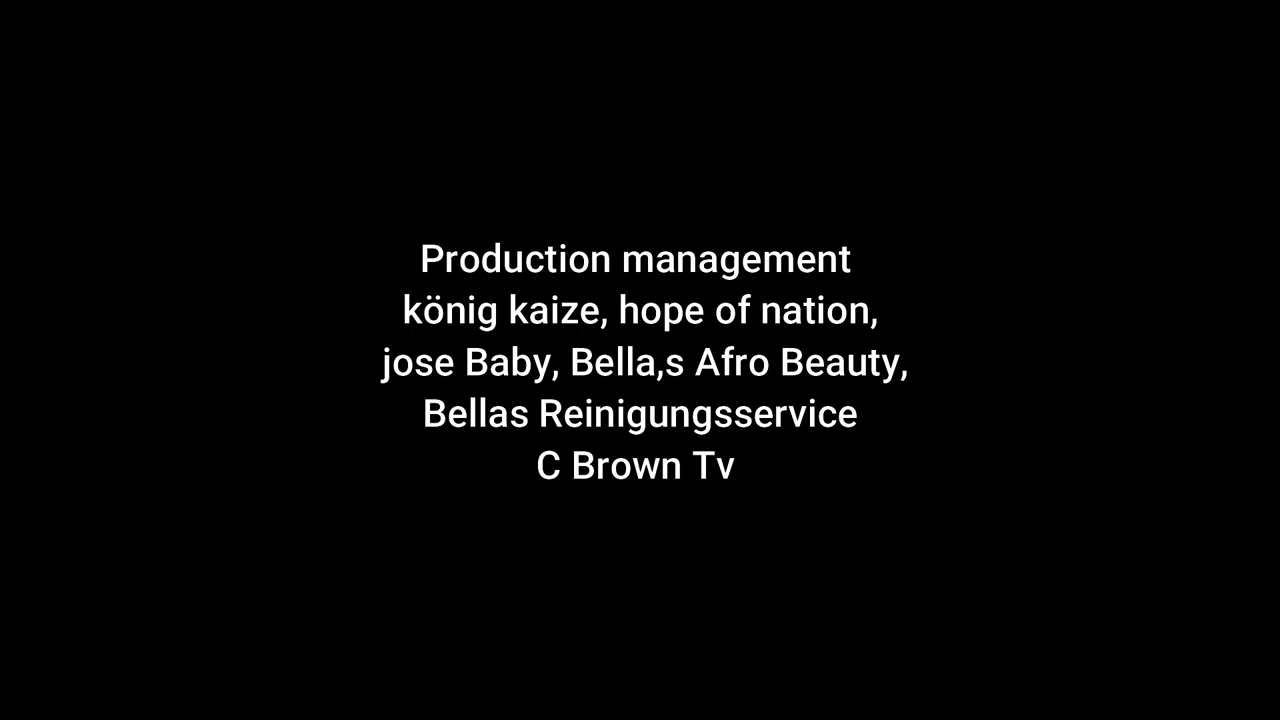 Production management
könig kaize, hope of nation,
jose Baby, Bella,s Afro Beauty,
Bellas Reinigungsservice
C Brown Tv